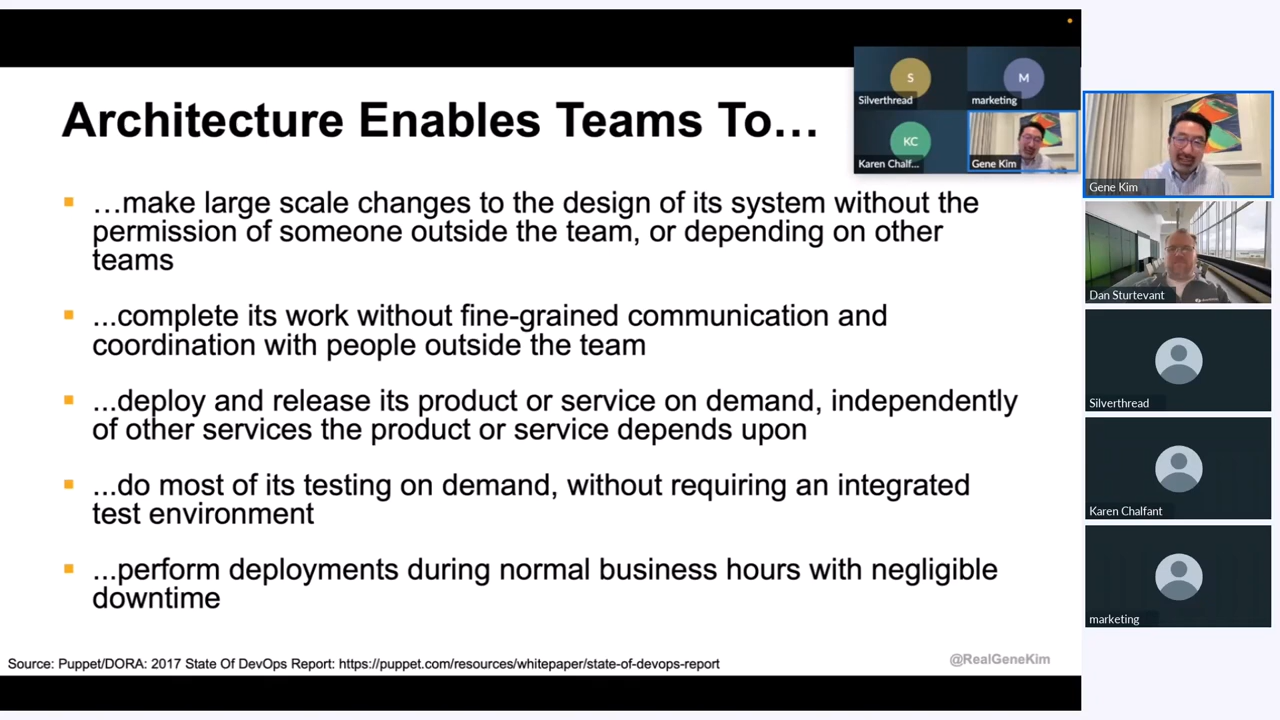 Architecture Enables Teams To…
…make large scale changes to the design of its system without the
permission of someone outside the team, or depending on other
teams
...complete its work without fine-grained communication and
coordination with people outside the team
...deploy and release its product or service on demand, independently
of other services the product or service depends upon
...do most of its testing on demand, without requiring an integrated
test environment
...perform deployments during normal business hours with negligible
downtime
Source: Puppet/DORA: 2017 State Of DevOps Report: https://puppet.com/resources/whitepaper/state-of-devops-report
@RealGeneKim
S
Silverthread
M
marketing
KC
Karen Chalf...
Gene Kim
Gene Kim
Dan Sturtevant
Silverthread
Karen Chalfant
marketing